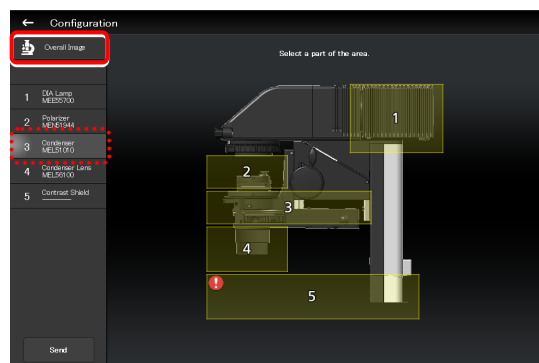 ← Configuration
Overall Image
Select a part of the area.
1 DIA Lamp
MEE55700
2 Polarizer
MEN51944
3 Condenser
MEL51010
4 Condenser Lens
MEL56100
5 Contrast Shield
1
2
3
4
!
5
Send